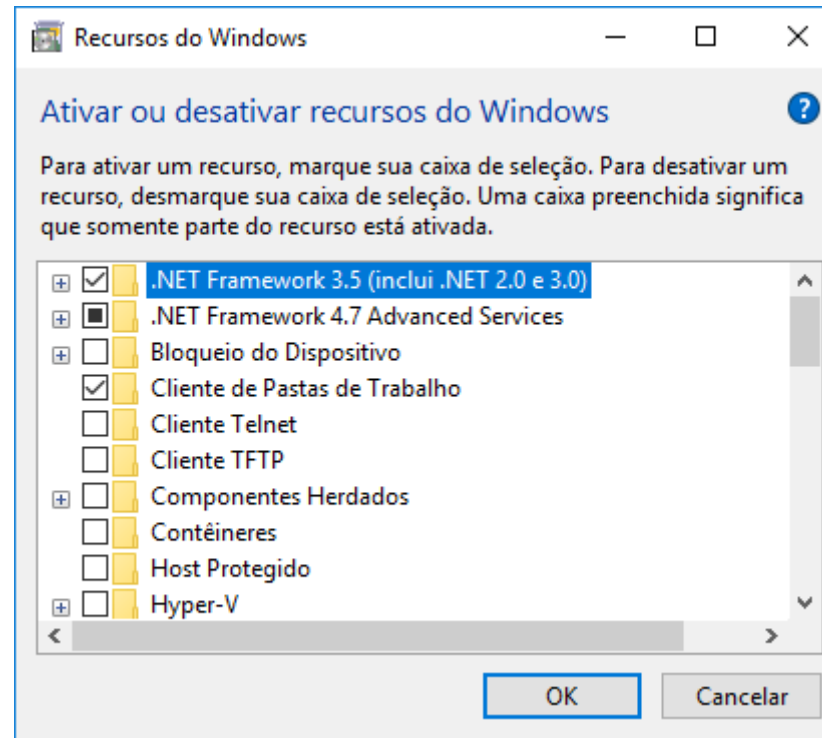 Recursos do Windows
Ativar ou desativar recursos do Windows
Para ativar um recurso, marque sua caixa de seleção. Para desativar um
recurso, desmarque sua caixa de seleção. Uma caixa preenchida significa
que somente parte do recurso está ativada.
.NET Framework 3.5 (inclui .NET 2.0 e 3.0)
.NET Framework 4.7 Advanced Services
Bloqueio do Dispositivo
Cliente de Pastas de Trabalho
Cliente Telnet
Cliente TFTP
Componentes Herdados
Contêineres
Host Protegido
Hyper-V
OK
Cancelar